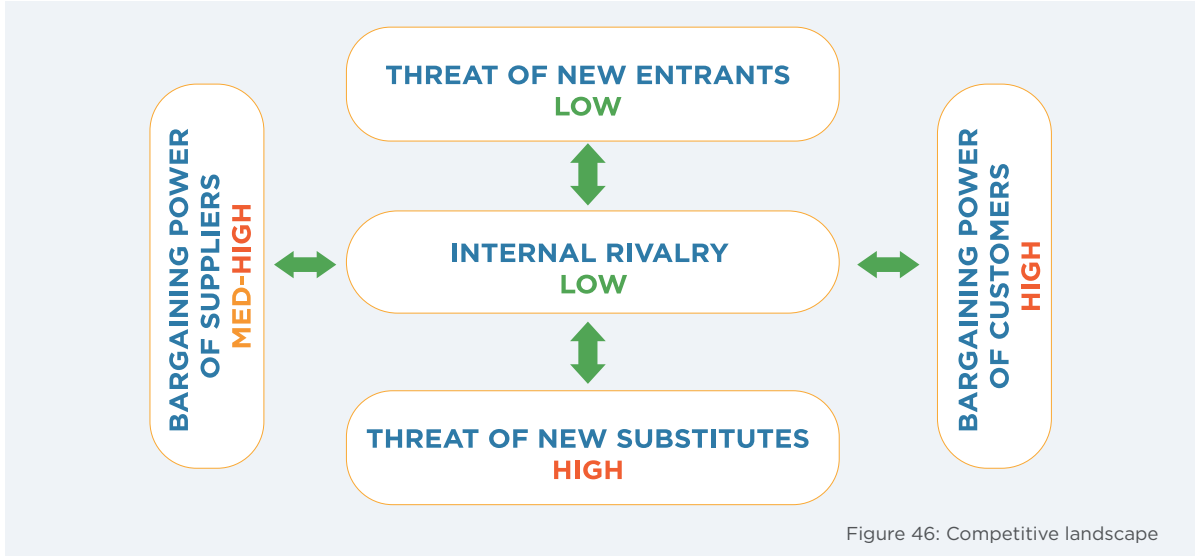 THREAT OF NEW ENTRANTS
LOW
BARGAINING POWER
OF SUPPLIERS
MED-HIGH
INTERNAL RIVALRY
LOW
BARGAINING POWER
OF CUSTOMERS
HIGH
THREAT OF NEW SUBSTITUTES
HIGH
Figure 46: Competitive landscape